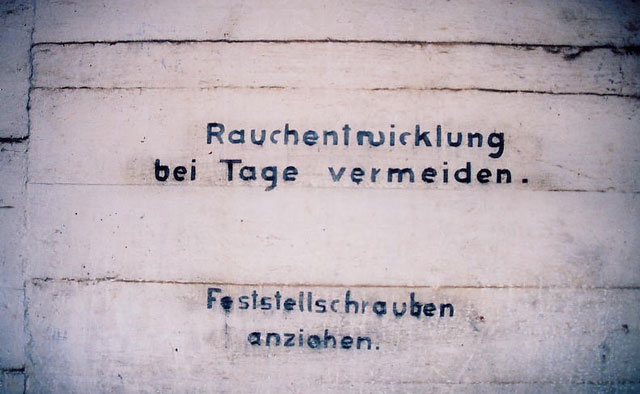 Rauchentwicklung
bei Tage vermeiden.
Feststellschrauben
anziehen.